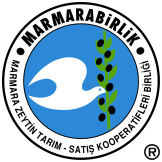 • MARMARABİRLİK •
MARMARA ZEYTİN TARIM - SATIŞ KOOPERATİFLERİ BİRLİĞİ
®